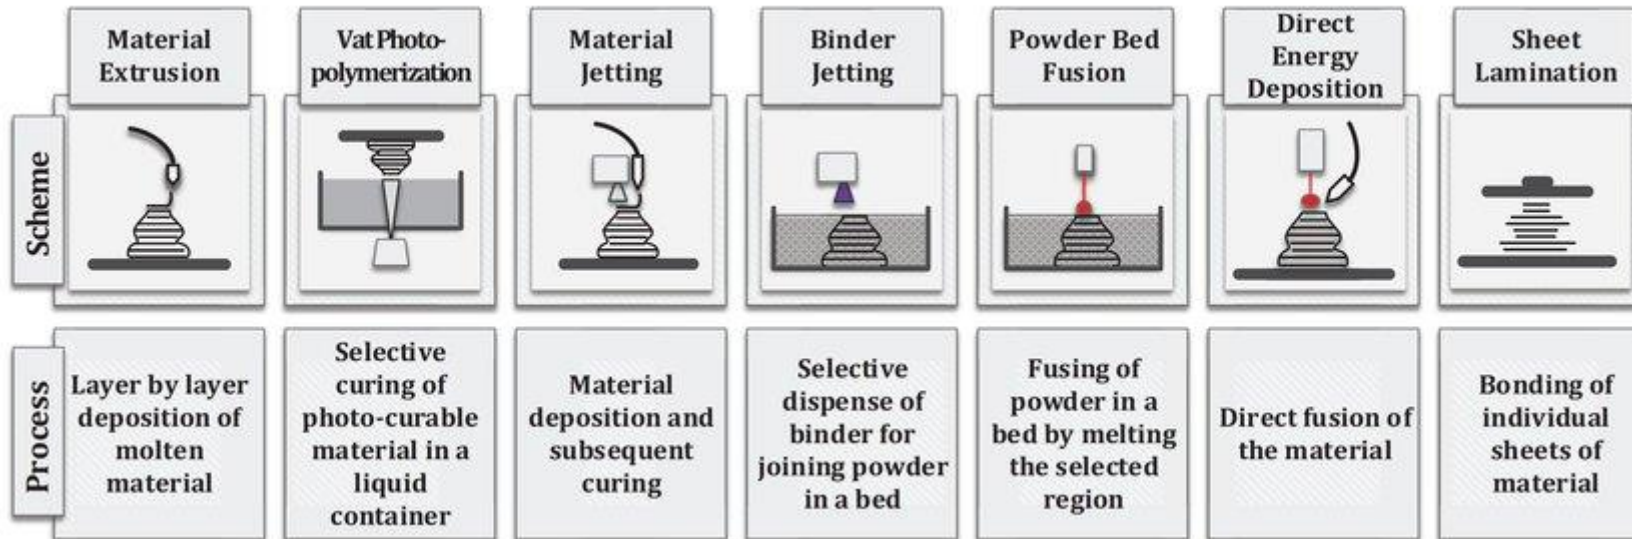 Material
Extrusion
Vat Photo-
polymerization
Material
Jetting
Binder
Jetting
Powder Bed
Fusion
Direct
Energy
Deposition
Sheet
Lamination
Scheme
Process
Layer by layer
deposition of
molten
material
Selective
curing of
photo-curable
material in a
liquid
container
Material
deposition and
subsequent
curing
Selective
dispense of
binder for
joining powder
in a bed
Fusing of
powder in a
bed by melting
the selected
region
Direct fusion of
the material
Bonding of
individual
sheets of
material